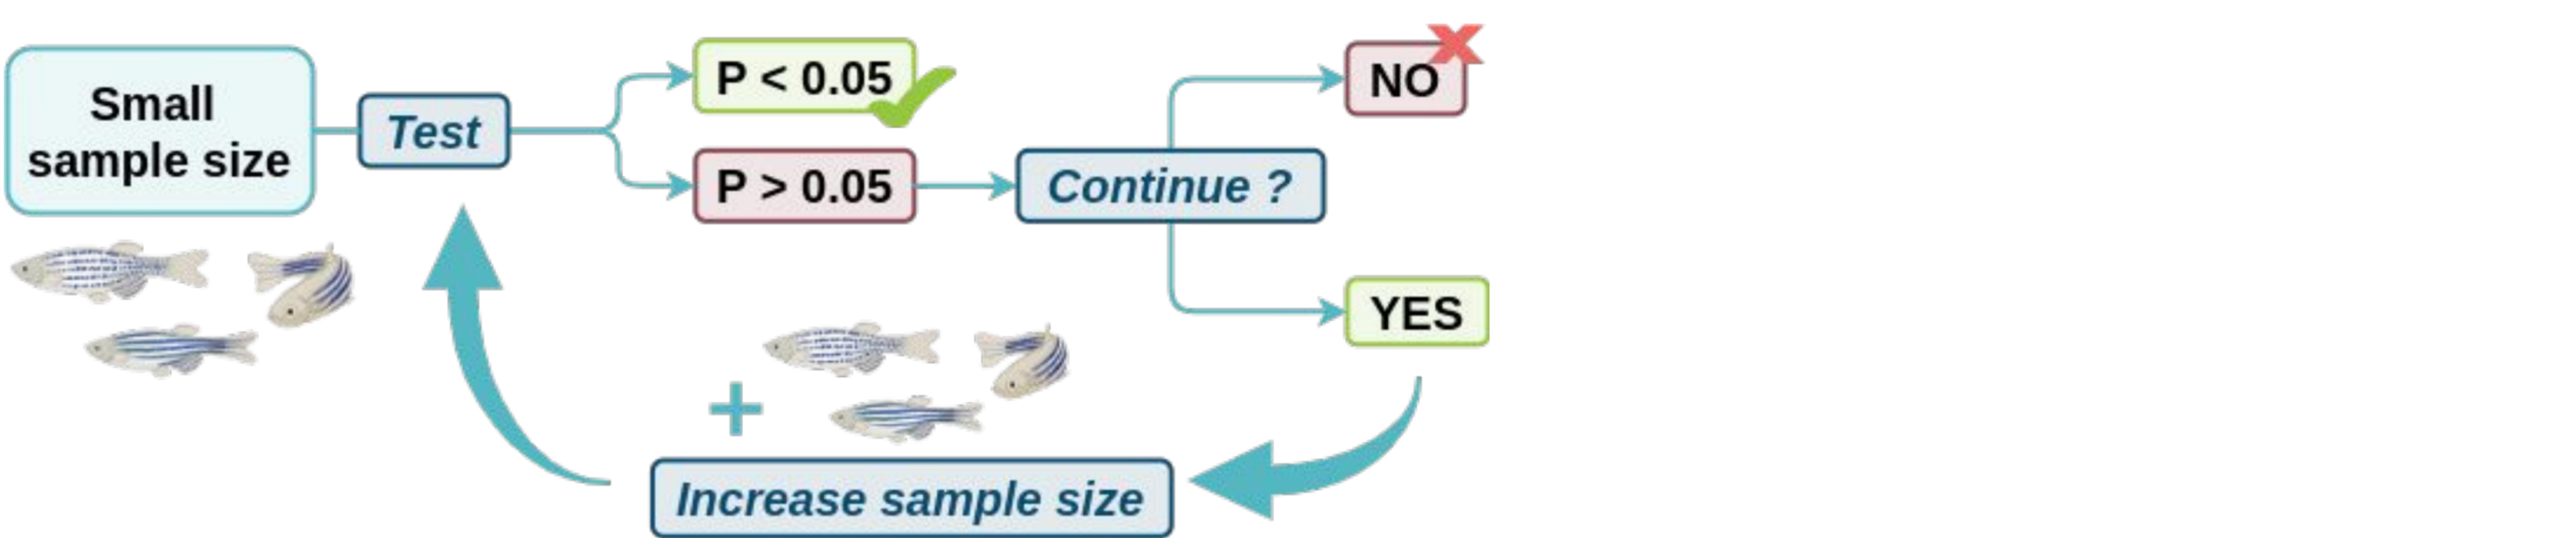 Small
sample size
Test
P < 0.05
P > 0.05
Continue ?
NO
YES
+
Increase sample size